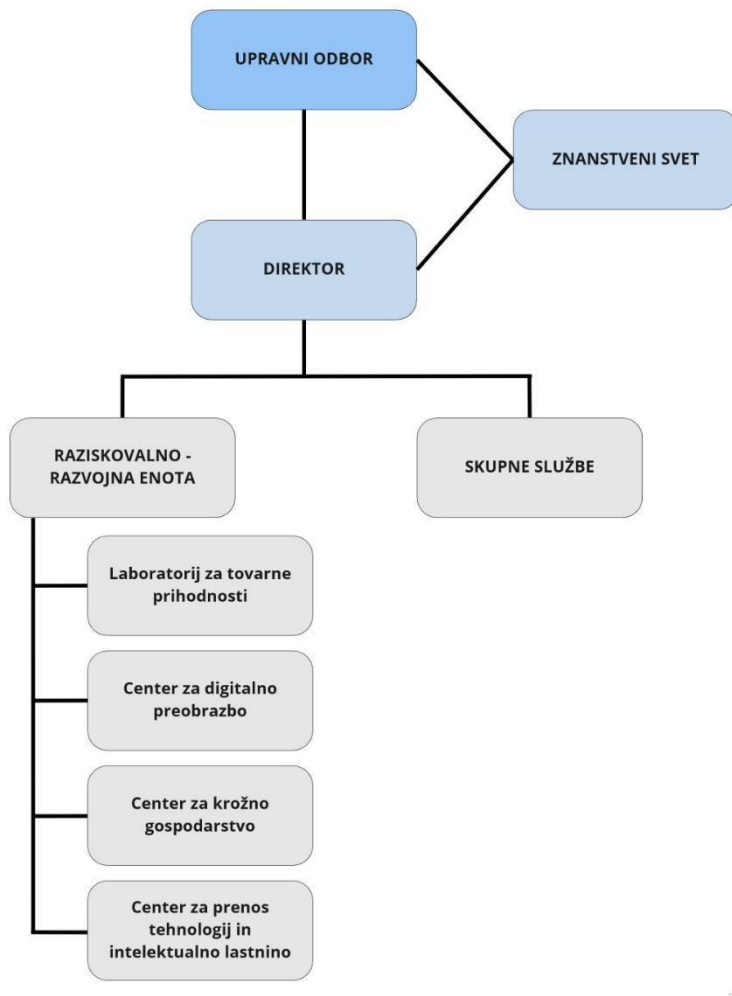 UPRAVNI ODBOR
ZNANSTVENI SVET
DIREKTOR
RAZISKOVALNO -
RAZVOJNA ENOTA
SKUPNE SLUŽBE
Laboratorij za tovarne
prihodnosti
Center za digitalno
preobrazbo
Center za krožno
gospodarstvo
Center za prenos
tehnologij in
intelektualno lastnino